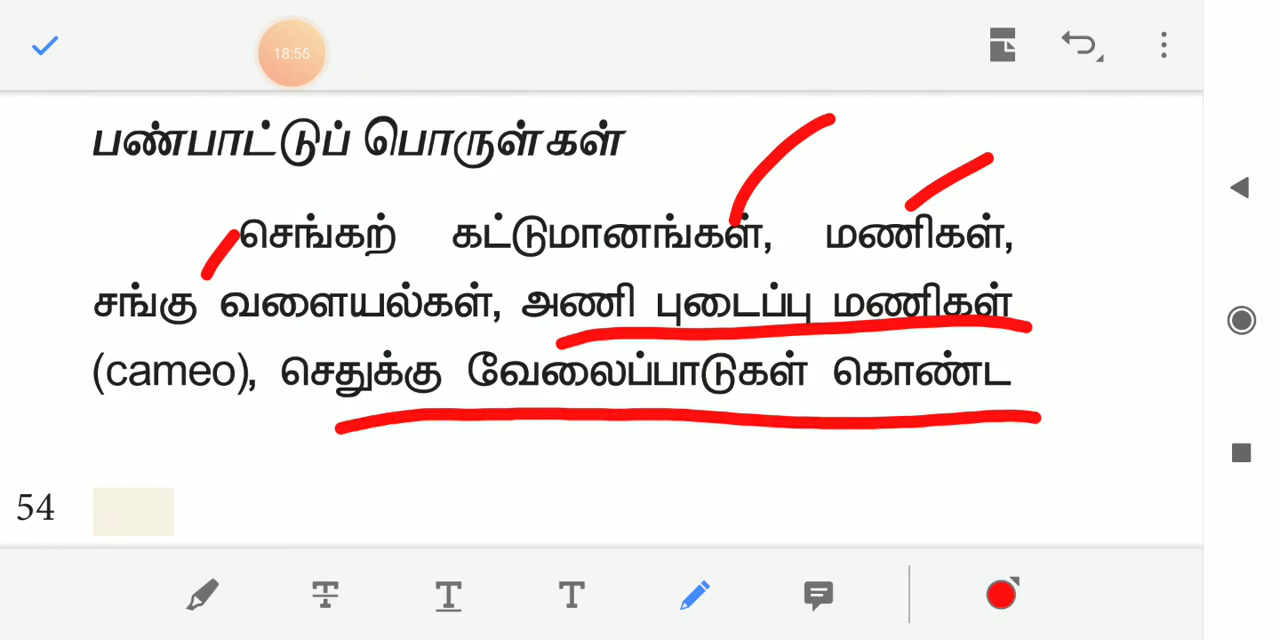 18:56
பண்பாட்டுப் பொருள்கள்
செங்கற் கட்டுமானங்கள், மணிகள்,
சங்கு வளையல்கள், அணி புடைப்பு மணிகள்
(cameo), செதுக்கு வேலைப்பாடுகள் கொண்ட
54